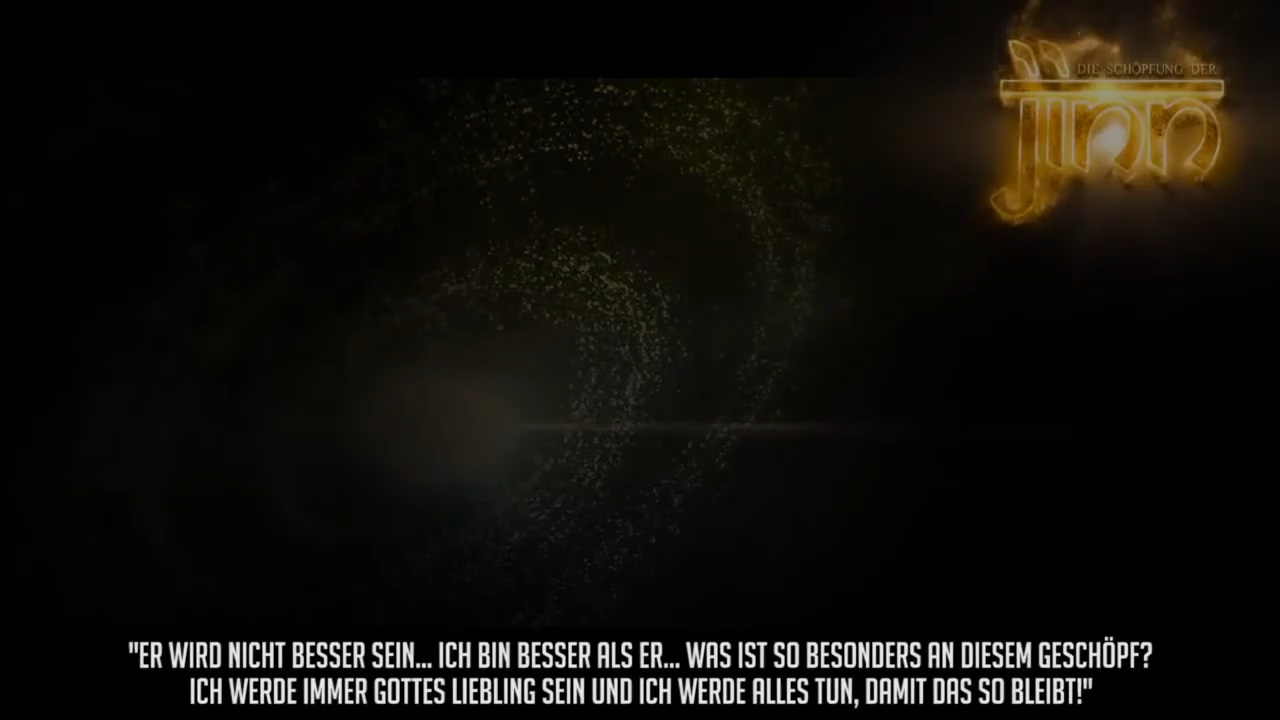 DIE SCHÖPFUNG DER
jinn
"ER WIRD NICHT BESSER SEIN... ICH BIN BESSER ALS ER... WAS IST SO BESONDERS AN DIESEM GESCHÖPF?
ICH WERDE IMMER GOTTES LIEBLING SEIN UND ICH WERDE ALLES TUN, DAMIT DAS SO BLEIBT!"